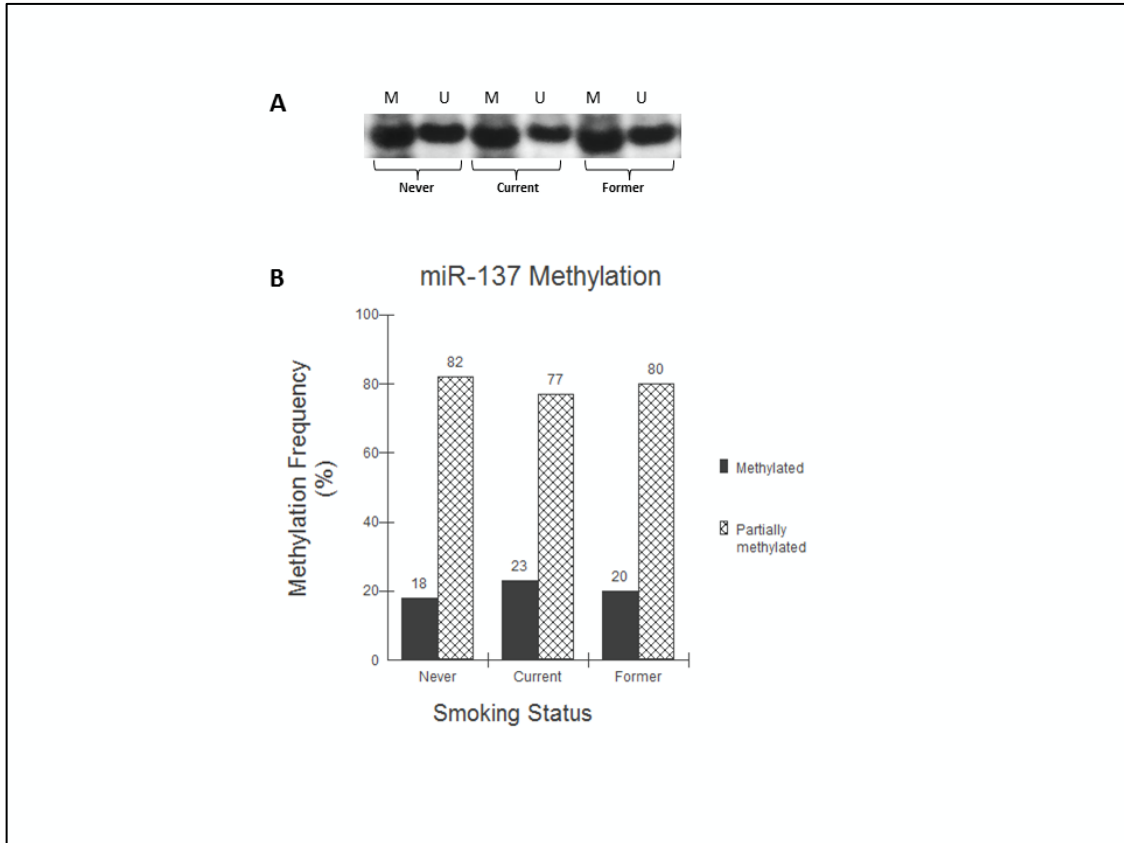 A
M U M U M U
Never Current Former
B
miR-137 Methylation
Methylation Frequency
(%)
100
80
60
40
20
0
82
77
80
18
23
20
Never Current Former
Smoking Status
Methylated
Partially
methylated